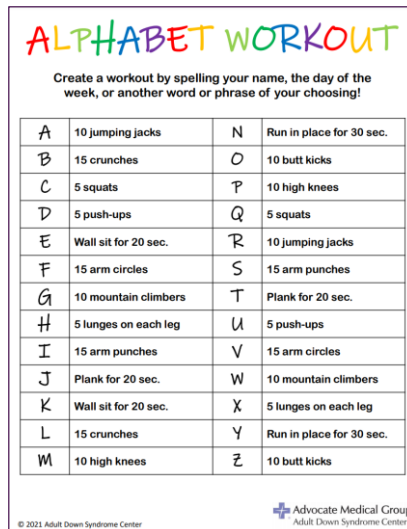 ALPHABET WORKOUT
Create a workout by spelling your name, the day of the
week, or another word or phrase of your choosing!
A 10 jumping jacks N Run in place for 30 sec.
B 15 crunches O 10 butt kicks
C 5 squats P 10 high knees
D 5 push-ups Q 5 squats
E Wall sit for 20 sec. R 10 jumping jacks
F 15 arm circles S 15 arm punches
G 10 mountain climbers T Plank for 20 sec.
H 5 lunges on each leg U 5 push-ups
I 15 arm punches V 15 arm circles
J Plank for 20 sec. W 10 mountain climbers
K Wall sit for 20 sec. X 5 lunges on each leg
L 15 crunches Y Run in place for 30 sec.
M 10 high knees Z 10 butt kicks
Advocate Medical Group
© 2021 Adult Down Syndrome Center Adult Down Syndrome Center